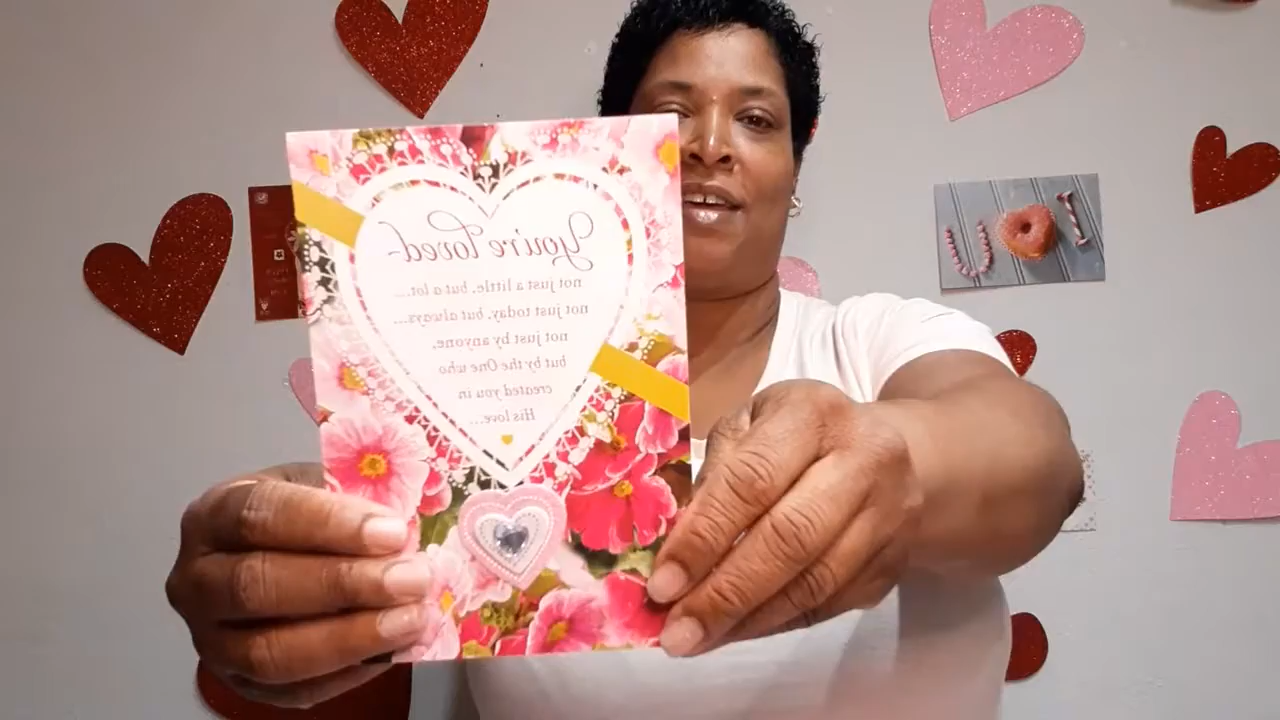 You're loved-
not just a little, but a lot...
not just today, but always...
not just by anyone,
but by the One who
created you in
His love...
I O U